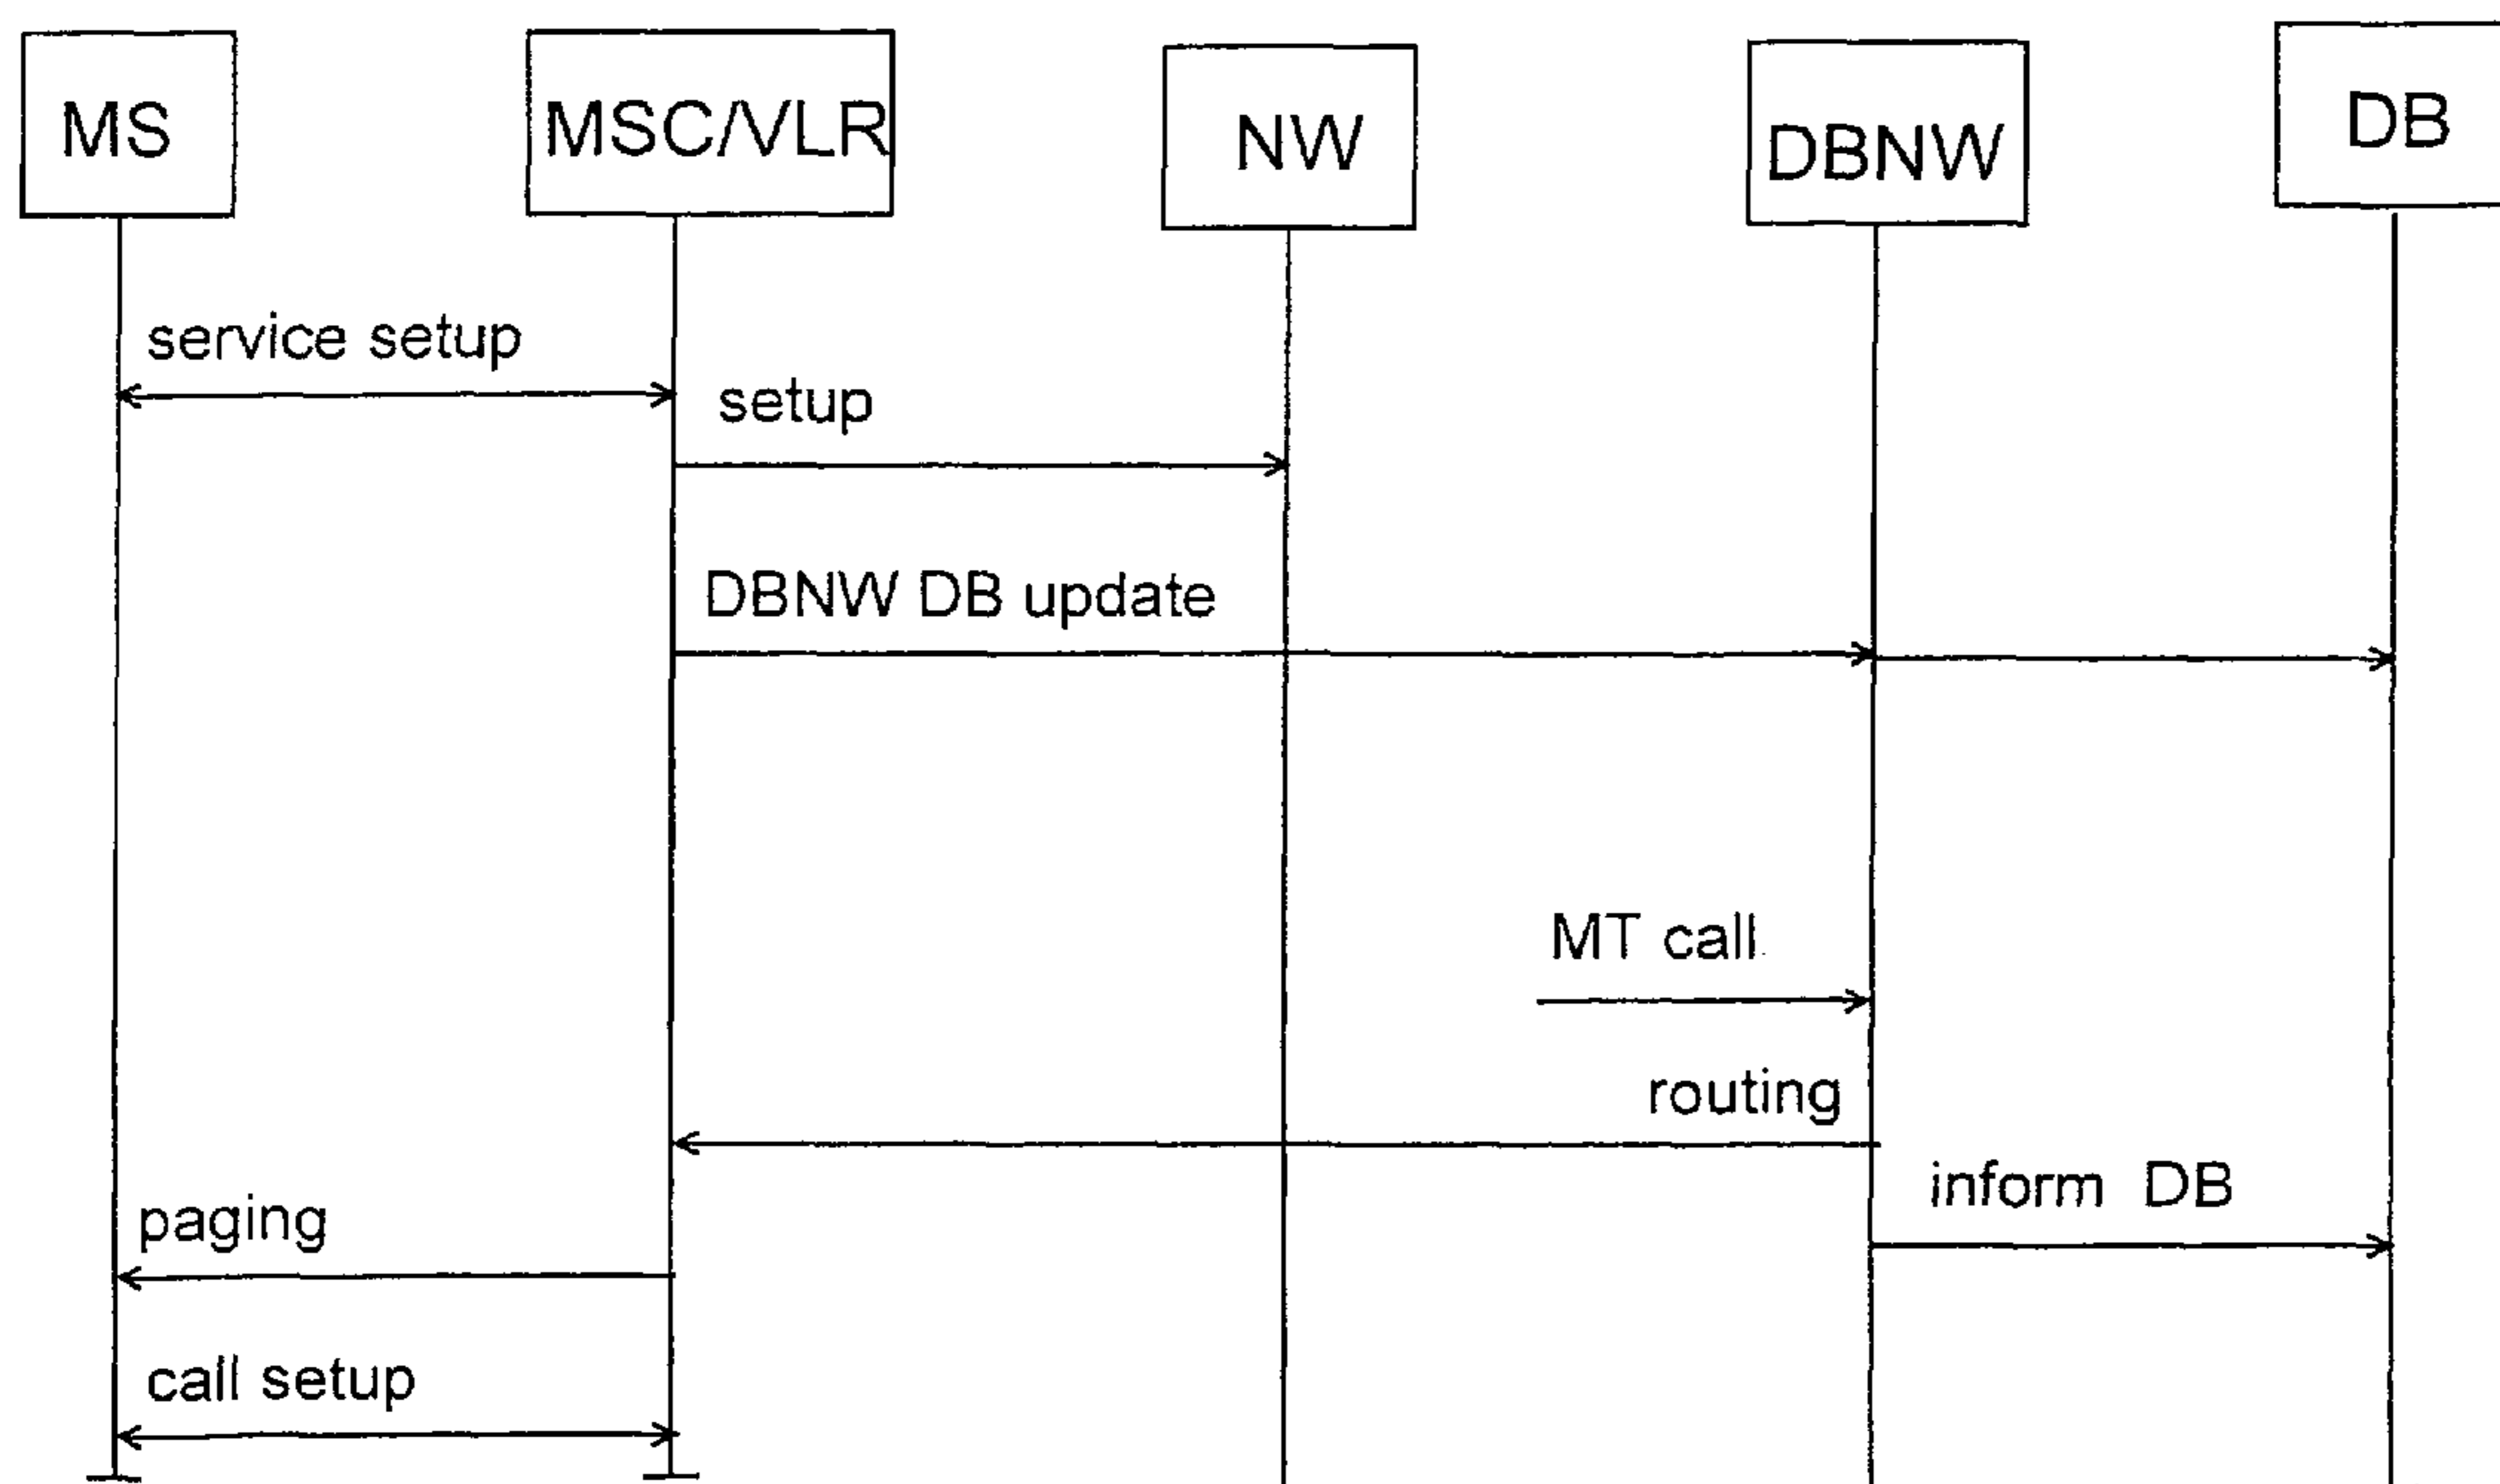 MS
MSC/VLR
NW
DBNW
DB
service setup
setup
DBNW DB update
MT call
routing
inform DB
paging
call setup